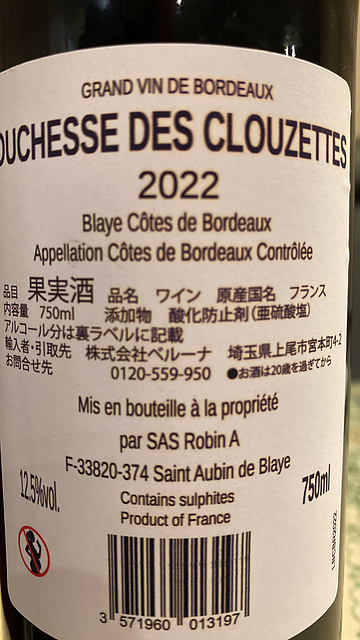 GRAND VIN DE BORDEAUX
DUCHESSE DES CLOUZETTES
2022
Blaye Côtes de Bordeaux
Appellation Côtes de Bordeaux Contrôlée
品目 果実酒 品名 ワイン 原産国名 フランス
内容量 750ml 添加物 酸化防止剤(亜硫酸塩)
アルコール分は裏ラベルに記載
輸入者・引取先 株式会社ベルーナ 埼玉県上尾市宮本町4-2
お問合せ先 0120-559-950 ●お酒は20歳を過ぎてから
Mis en bouteille à la propriété
par SAS Robin A
F-33820-374 Saint Aubin de Blaye
12.5%vol.
Contains sulphites
750ml
Product of France
LBCBR2022
3 571960 013197